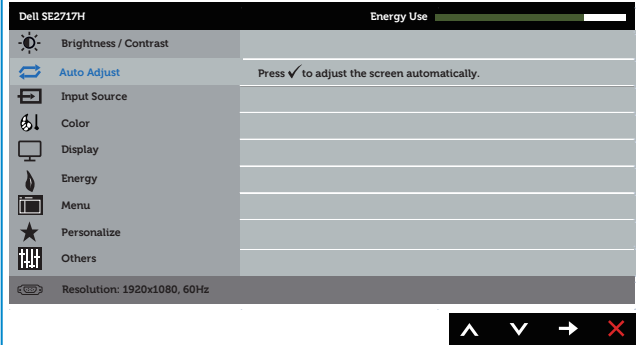 Dell SE2717H Energy Use
Brightness / Contrast
Auto Adjust Press ✓ to adjust the screen automatically.
Input Source
Color
Display
Energy
Menu
Personalize
Others
Resolution: 1920x1080, 60Hz